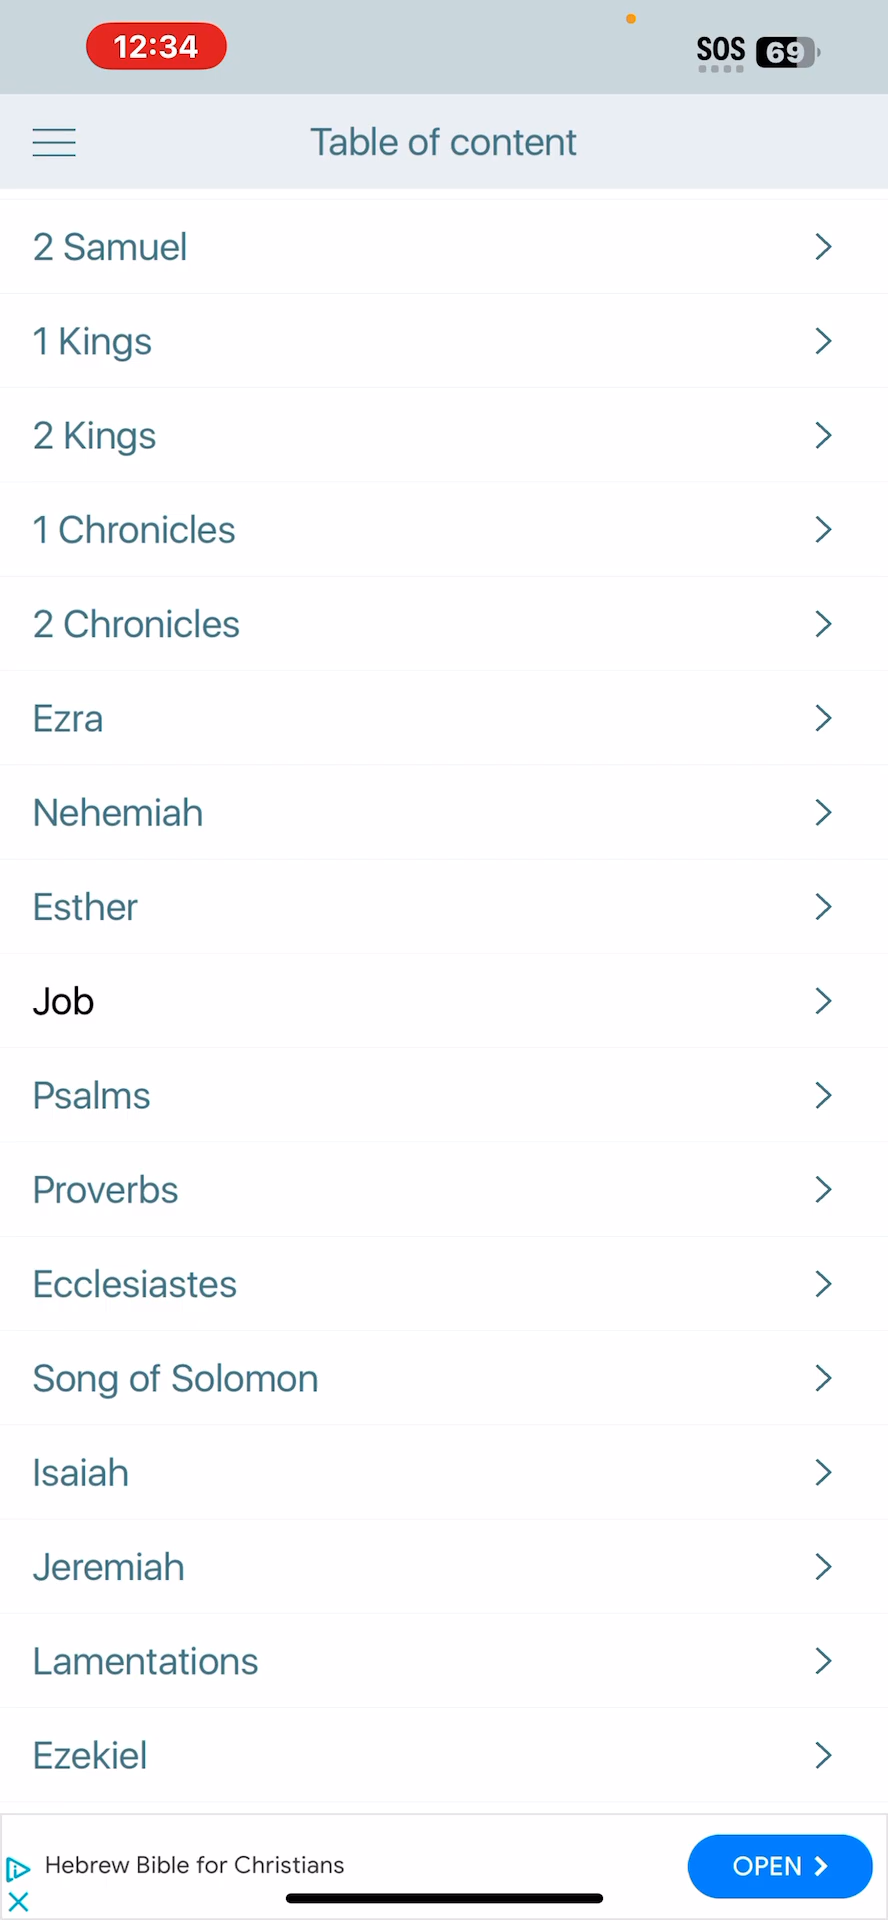 12:34
SOS 69
Table of content
2 Samuel
1 Kings
2 Kings
1 Chronicles
2 Chronicles
Ezra
Nehemiah
Esther
Job
Psalms
Proverbs
Ecclesiastes
Song of Solomon
Isaiah
Jeremiah
Lamentations
Ezekiel
Hebrew Bible for Christians
OPEN